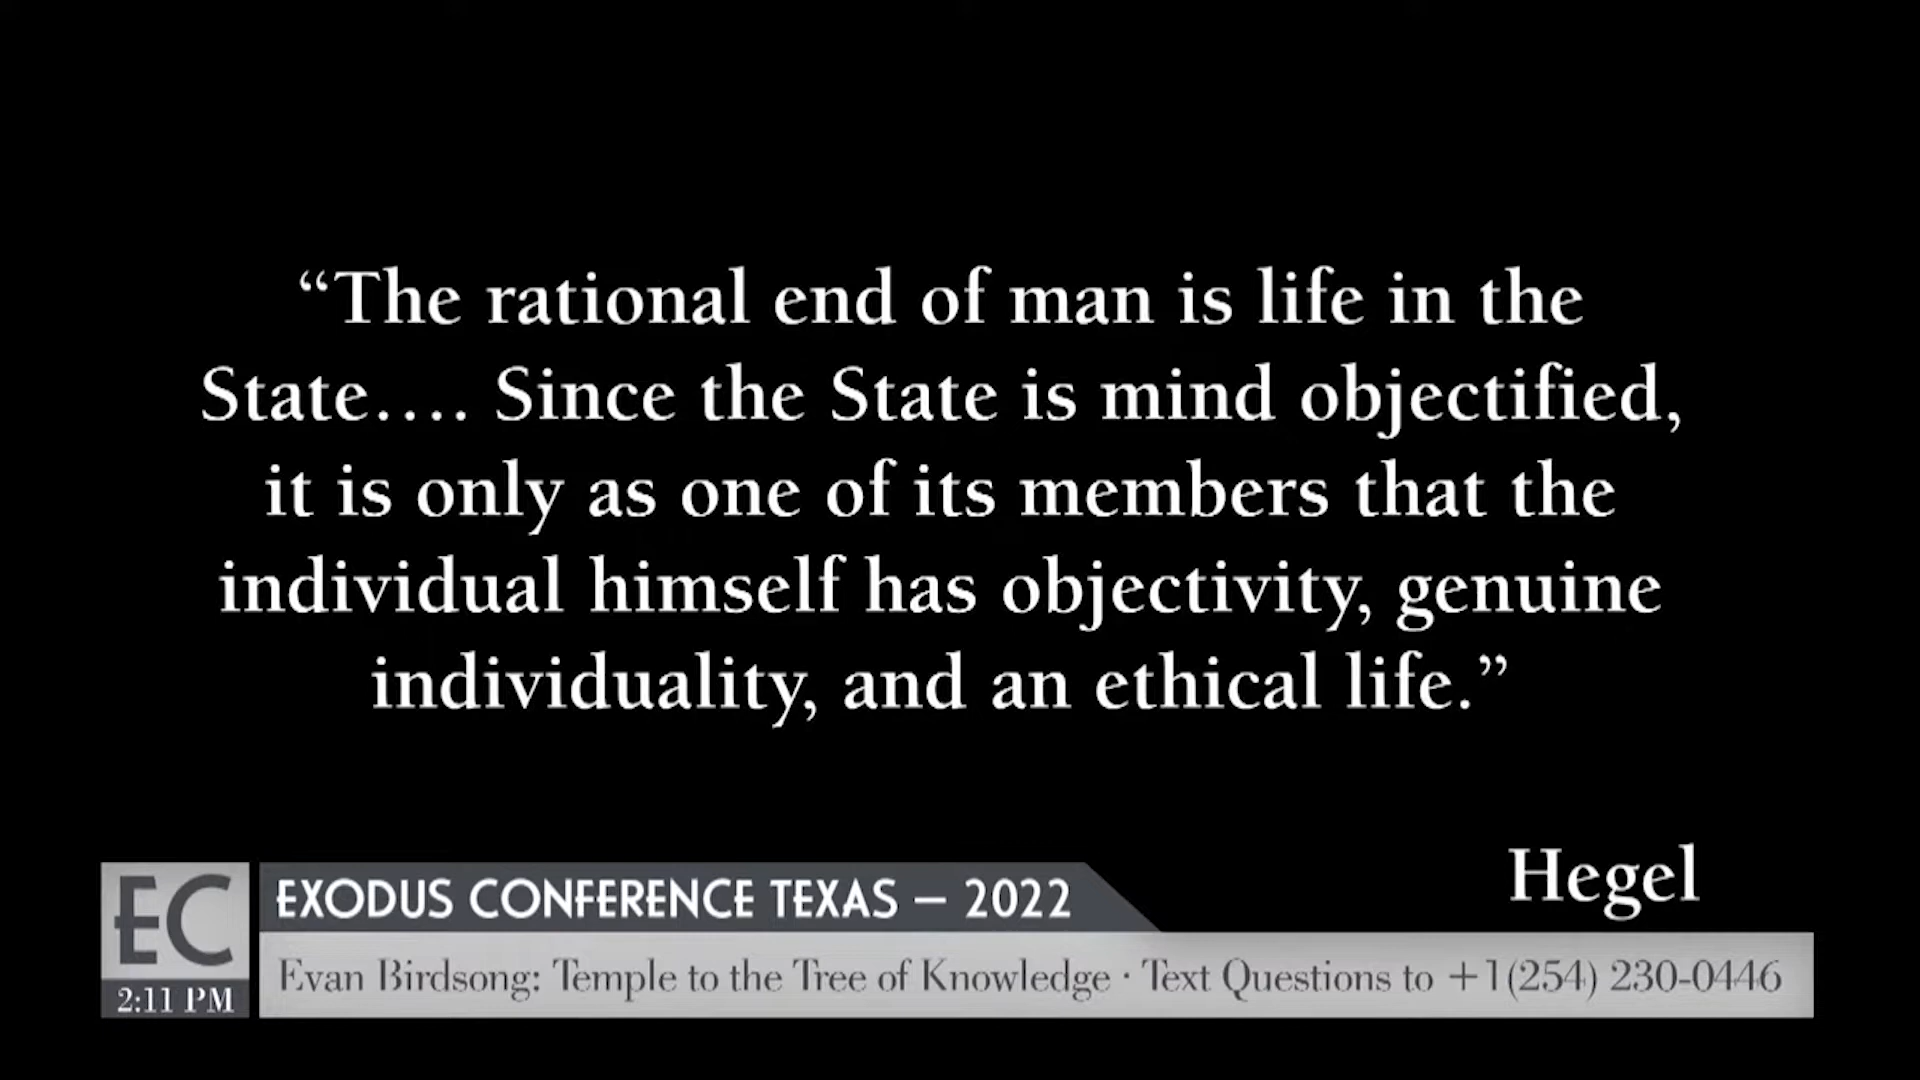 “The rational end of man is life in the
State.... Since the State is mind objectified,
it is only as one of its members that the
individual himself has objectivity, genuine
individuality, and an ethical life.”
Hegel
EC
EXODUS CONFERENCE TEXAS – 2022
Evan Birdsong: Temple to the Tree of Knowledge · Text Questions to +1(254) 230-0446
2:11 PM